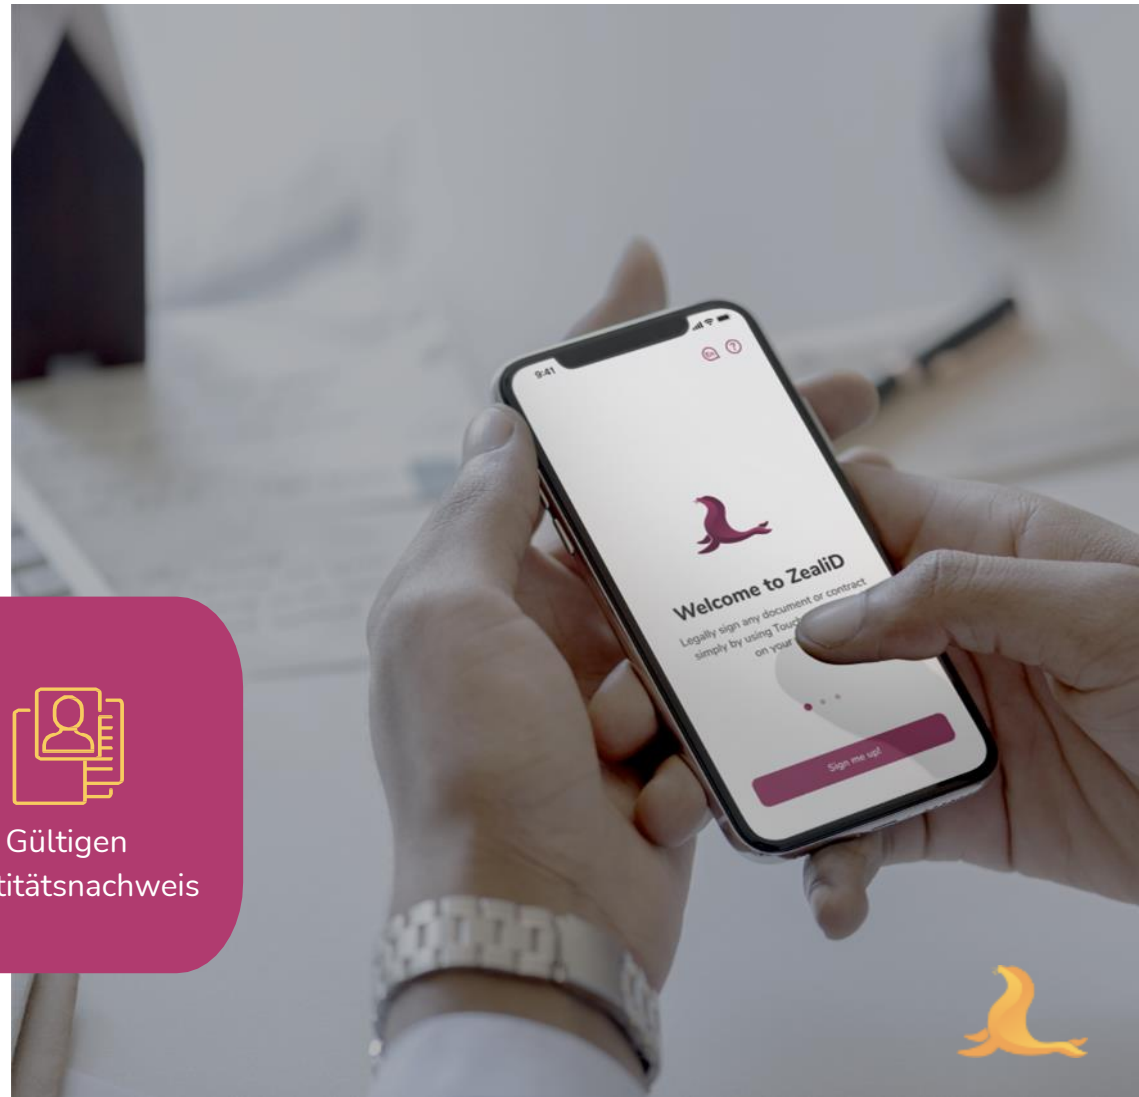 9:41
En
Welcome to ZealiD
Legally sign any document or contract
simply by using
on your
Sign me up!
Gültigen
titätsnachweis